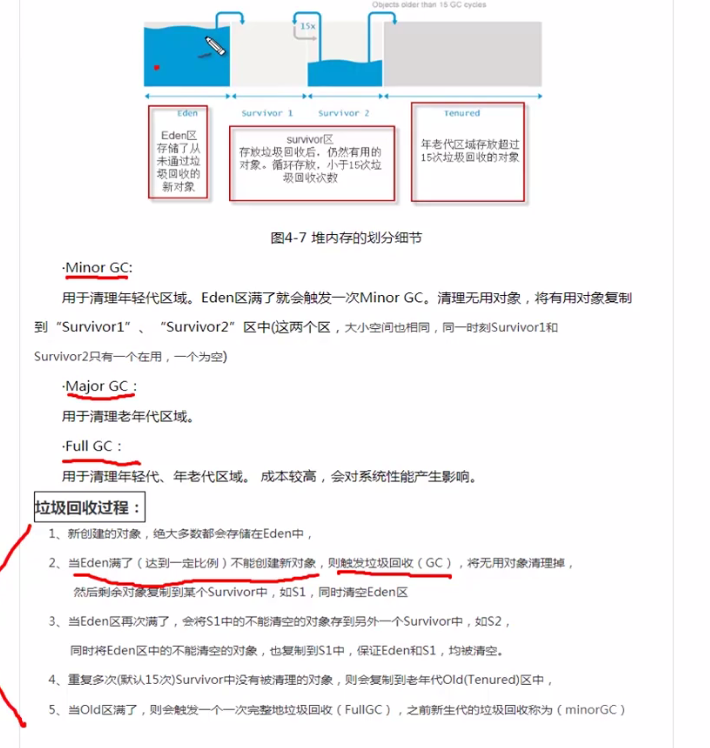 Objects older than 15 GC cycles
15x
Eden
Survivor 1
Survivor 2
Tenured
Eden区
存储了从
未通过垃
圾回收的
新对象
survivor区
存放垃圾回收后，仍然有用的
对象。循环存放，小于15次垃
圾回收次数
年老代区域存放超过
15次垃圾回收的对象
图4-7 堆内存的划分细节
·Minor GC:
用于清理年轻代区域。Eden区满了就会触发一次Minor GC。清理无用对象，将有用对象复制
到“Survivor1”、“Survivor2”区中(这两个区，大小空间也相同，同一时刻Survivor1和
Survivor2只有一个在用，一个为空)
·Major GC：
用于清理老年代区域。
·Full GC：
用于清理年轻代、年老代区域。 成本较高，会对系统性能产生影响。
垃圾回收过程：
1、新创建的对象，绝大多数都会存储在Eden中，
2、当Eden满了（达到一定比例）不能创建新对象，则触发垃圾回收（GC），将无用对象清理掉，
然后剩余对象复制到某个Survivor中，如S1，同时清空Eden区
3、当Eden区再次满了，会将S1中的不能清空的对象存到另外一个Survivor中，如S2，
同时将Eden区中的不能清空的对象，也复制到S1中，保证Eden和S1，均被清空。
4、重复多次(默认15次)Survivor中没有被清理的对象，则会复制到老年代Old(Tenured)区中，
5、当Old区满了，则会触发一个一次完整地垃圾回收（FullGC），之前新生代的垃圾回收称为（minorGC）